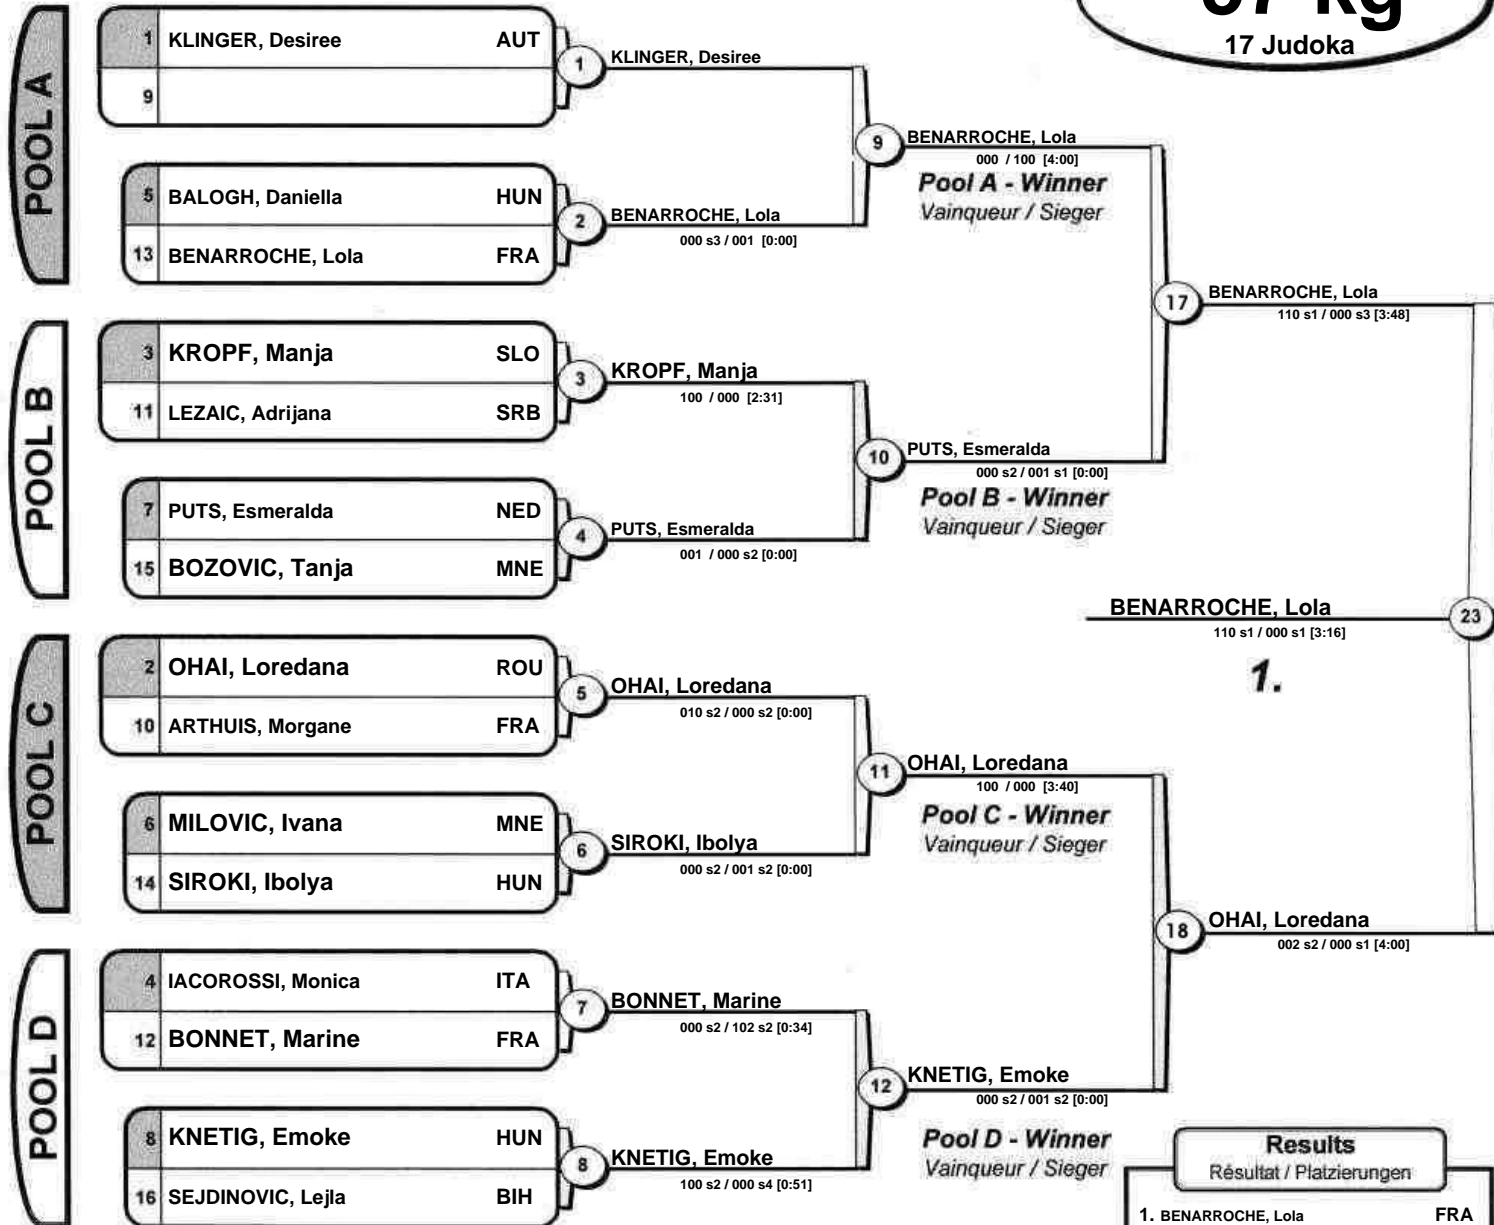 17 Judoka
POOL A
1 KLINGER, Desiree AUT
9
1 KLINGER, Desiree
5 BALOGH, Daniella HUN
13 BENARROCHE, Lola FRA
2 BENARROCHE, Lola
000 s3 / 001 [0:00]
9 BENARROCHE, Lola
000 / 100 [4:00]
Pool A - Winner
Vainqueur / Sieger
POOL B
3 KROPF, Manja SLO
11 LEZAIC, Adrijana SRB
3 KROPF, Manja
100 / 000 [2:31]
7 PUTS, Esmeralda NED
15 BOZOVIC, Tanja MNE
4 PUTS, Esmeralda
001 / 000 s2 [0:00]
10 PUTS, Esmeralda
000 s2 / 001 s1 [0:00]
Pool B - Winner
Vainqueur / Sieger
17 BENARROCHE, Lola
110 s1 / 000 s3 [3:48]
BENARROCHE, Lola 23
110 s1 / 000 s1 [3:16]
1.
POOL C
2 OHAI, Loredana ROU
10 ARTHUIS, Morgane FRA
5 OHAI, Loredana
010 s2 / 000 s2 [0:00]
6 MILOVIC, Ivana MNE
14 SIROKI, Ibolya HUN
6 SIROKI, Ibolya
000 s2 / 001 s2 [0:00]
11 OHAI, Loredana
100 / 000 [3:40]
Pool C - Winner
Vainqueur / Sieger
18 OHAI, Loredana
002 s2 / 000 s1 [4:00]
POOL D
4 IACOROSSI, Monica ITA
12 BONNET, Marine FRA
7 BONNET, Marine
000 s2 / 102 s2 [0:34]
8 KNETIG, Emoke HUN
16 SEJDINOVIC, Lejla BIH
8 KNETIG, Emoke
100 s2 / 000 s4 [0:51]
12 KNETIG, Emoke
000 s2 / 001 s2 [0:00]
Pool D - Winner
Vainqueur / Sieger
Results
Résultat / Platzierungen
1. BENARROCHE, Lola FRA